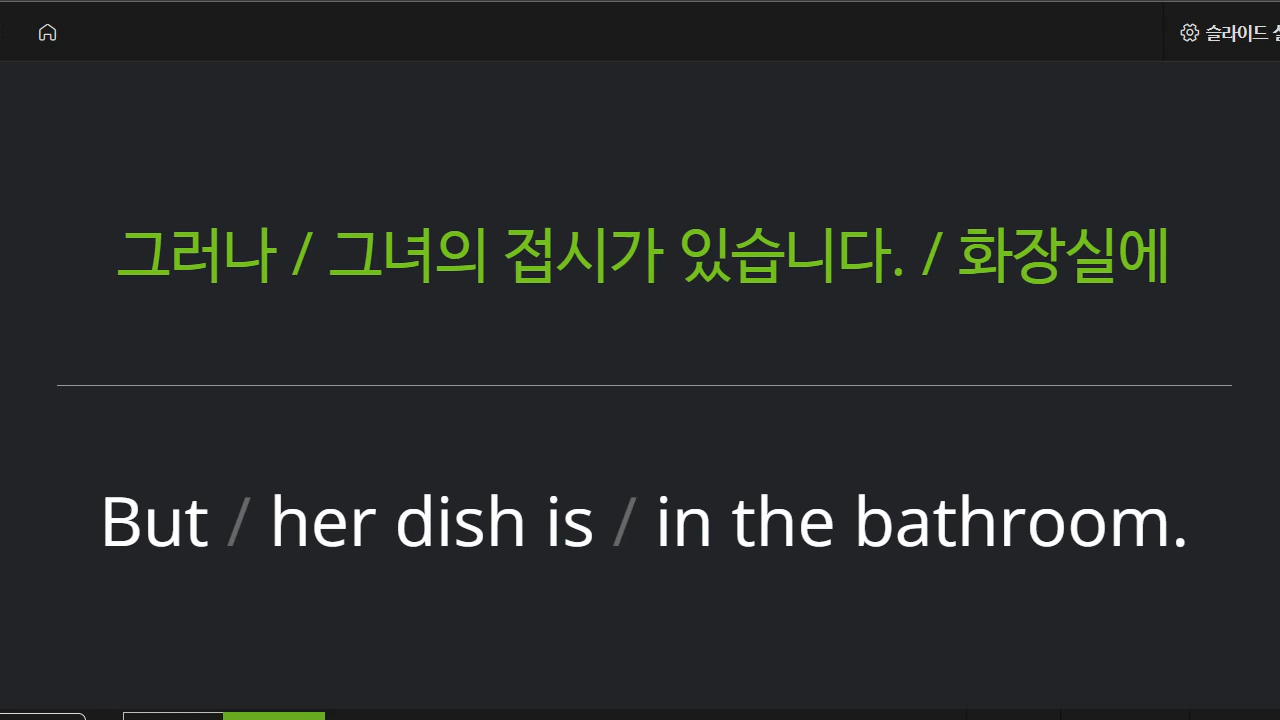 슬라이드
그러나 / 그녀의 접시가 있습니다. / 화장실에
But / her dish is / in the bathroom.